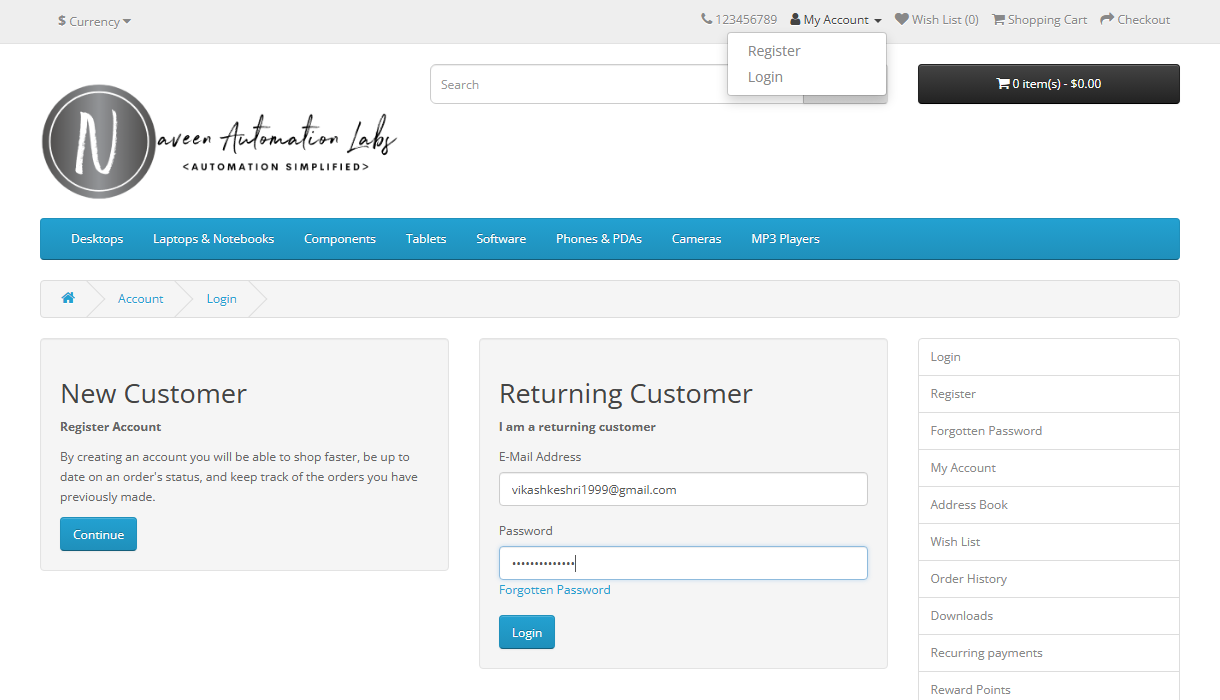 $ Currency
123456789 My Account Wish List (0) Shopping Cart Checkout
Register
Login
Search
0 item(s) - $0.00
N
Naveen Automation Labs
<AUTOMATION SIMPLIFIED>
Desktops Laptops & Notebooks Components Tablets Software Phones & PDAs Cameras MP3 Players
Account Login
New Customer
Register Account
By creating an account you will be able to shop faster, be up to
date on an order's status, and keep track of the orders you have
previously made.
Continue
Returning Customer
I am a returning customer
E-Mail Address
vikashkeshri1999@gmail.com
Password
••••••••••••••
Forgotten Password
Login
Login
Register
Forgotten Password
My Account
Address Book
Wish List
Order History
Downloads
Recurring payments
Reward Points